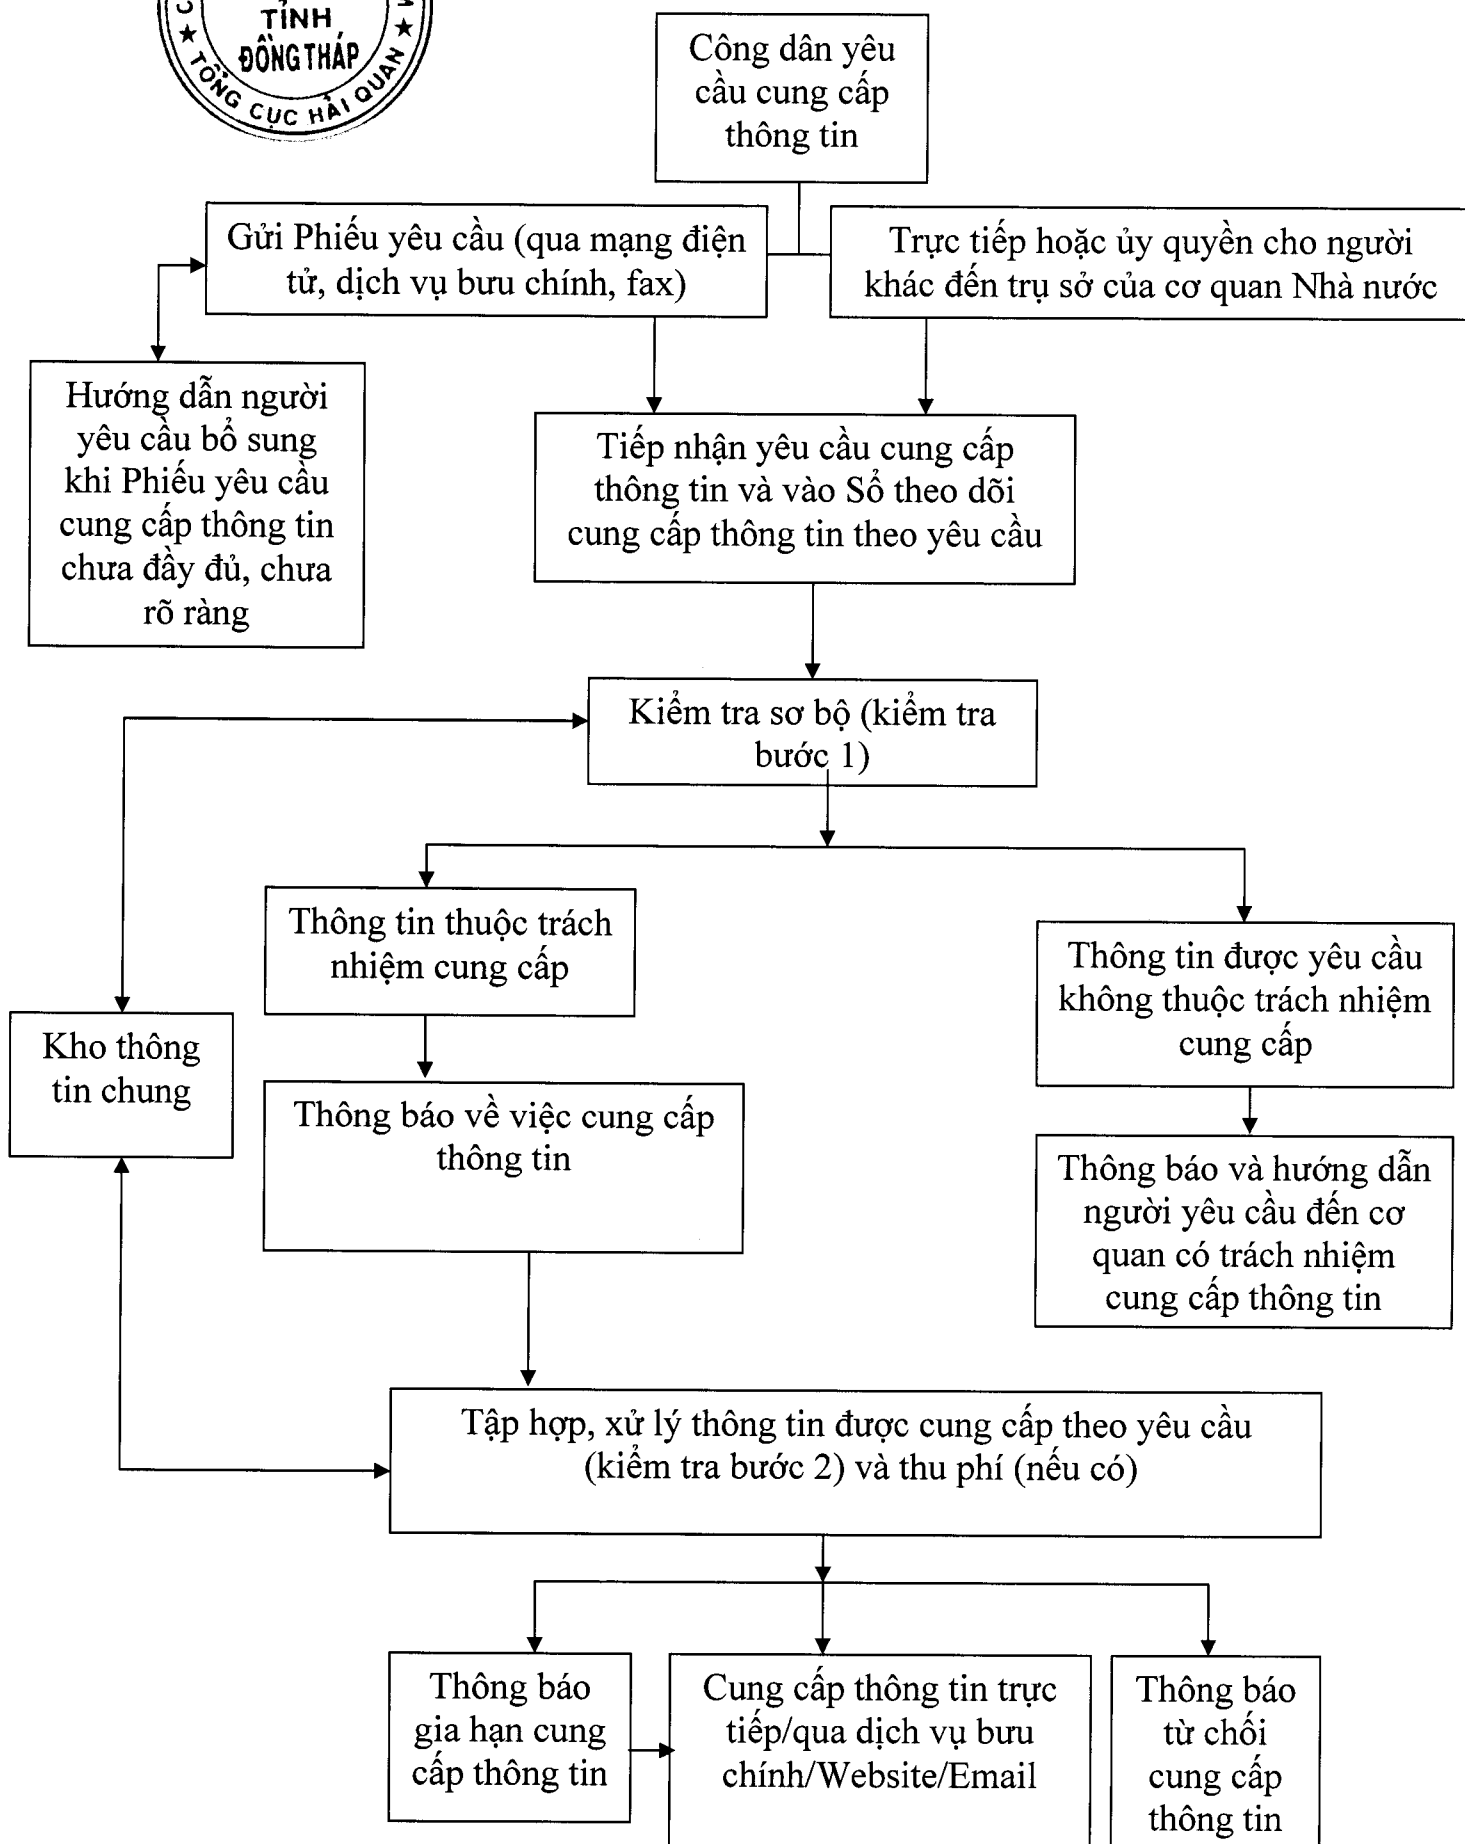 TỈNH
ĐỒNG THÁP
★ TỔNG CỤC HẢI QUAN ★
Công dân yêu
cầu cung cấp
thông tin
Gửi Phiếu yêu cầu (qua mạng điện
tử, dịch vụ bưu chính, fax)
Trực tiếp hoặc ủy quyền cho người
khác đến trụ sở của cơ quan Nhà nước
Hướng dẫn người
yêu cầu bổ sung
khi Phiếu yêu cầu
cung cấp thông tin
chưa đầy đủ, chưa
rõ ràng
Tiếp nhận yêu cầu cung cấp
thông tin và vào Sổ theo dõi
cung cấp thông tin theo yêu cầu
Kiểm tra sơ bộ (kiểm tra
bước 1)
Thông tin thuộc trách
nhiệm cung cấp
Thông tin được yêu cầu
không thuộc trách nhiệm
cung cấp
Kho thông
tin chung
Thông báo về việc cung cấp
thông tin
Thông báo và hướng dẫn
người yêu cầu đến cơ
quan có trách nhiệm
cung cấp thông tin
Tập hợp, xử lý thông tin được cung cấp theo yêu cầu
(kiểm tra bước 2) và thu phí (nếu có)
Thông báo
gia hạn cung
cấp thông tin
Cung cấp thông tin trực
tiếp/qua dịch vụ bưu
chính/Website/Email
Thông báo
từ chối
cung cấp
thông tin